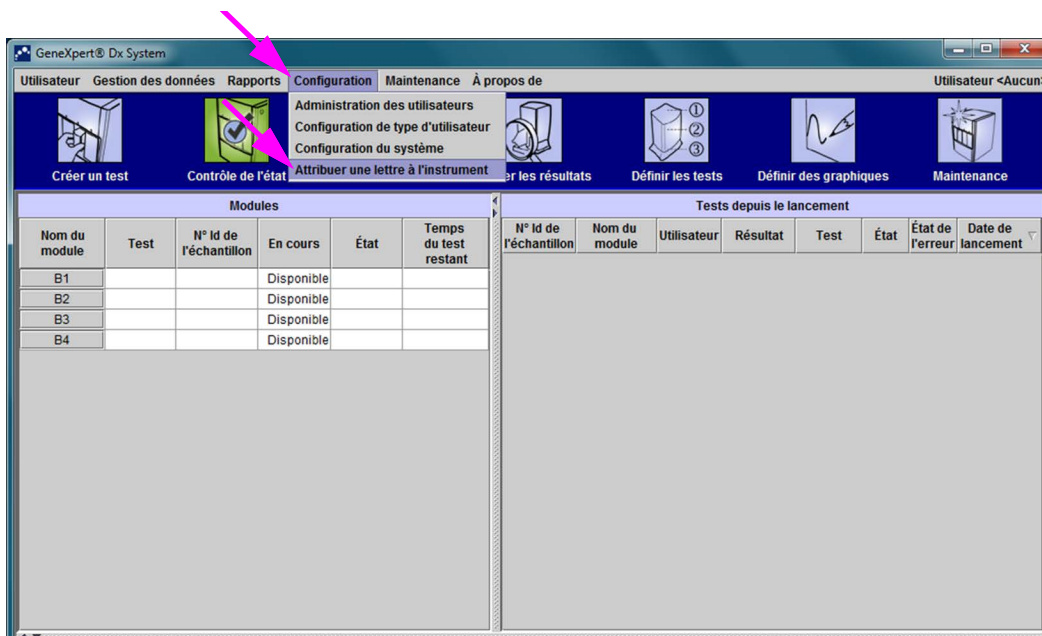 GeneXpert® Dx System
Utilisateur Gestion des données Rapports Configuration Maintenance À propos de Utilisateur <Aucun>
Administration des utilisateurs
Configuration de type d'utilisateur
Configuration du système
Attribuer une lettre à l'instrument
Créer un test Contrôle de l'état er les résultats Définir les tests Définir des graphiques Maintenance
Modules
Nom du module Test N° Id de l'échantillon En cours État Temps du test restant
B1 Disponible
B2 Disponible
B3 Disponible
B4 Disponible
Tests depuis le lancement
N° Id de l'échantillon Nom du module Utilisateur Résultat Test État État de l'erreur Date de lancement